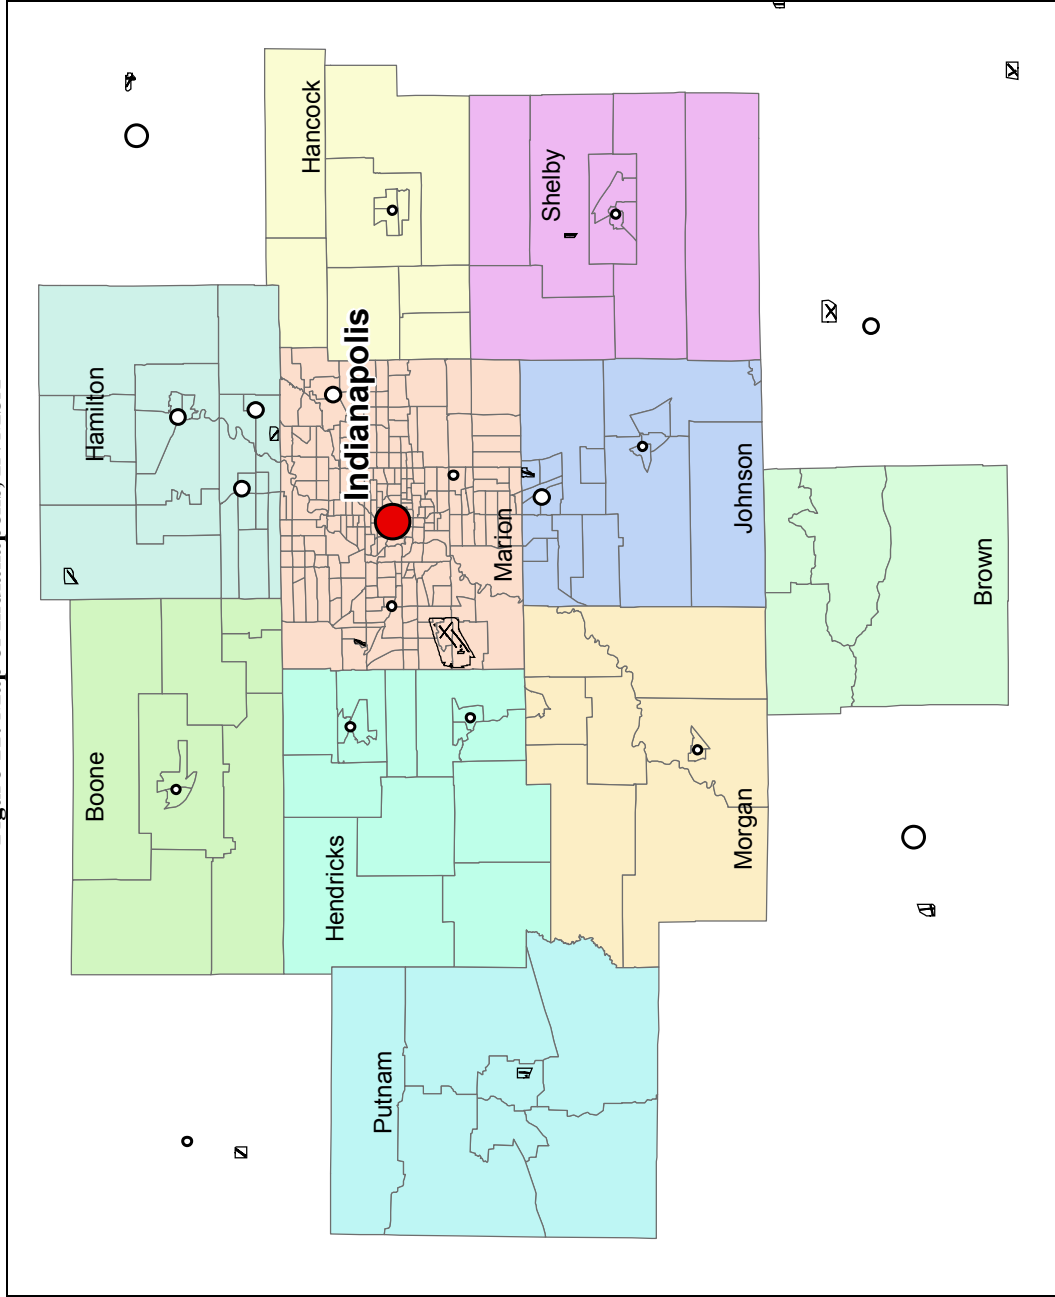 Hamilton
Boone
Hancock
Hendricks
Indianapolis
Putnam
Marion
Shelby
Johnson
Morgan
Brown